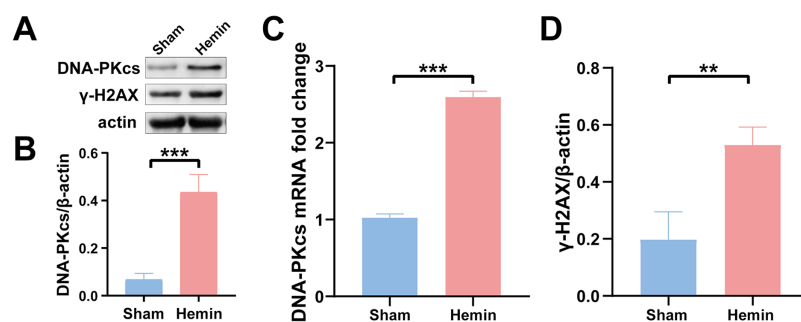 A
Sham Hemin
DNA-PKcs
γ-H2AX
actin
B
DNA-PKcs/β-actin
0.6
0.4
0.2
0.0
***
Sham Hemin
C
DNA-PKcs mRNA fold change
3
2
1
0
***
Sham Hemin
D
γ-H2AX/β-actin
0.8
0.6
0.4
0.2
0.0
**
Sham Hemin